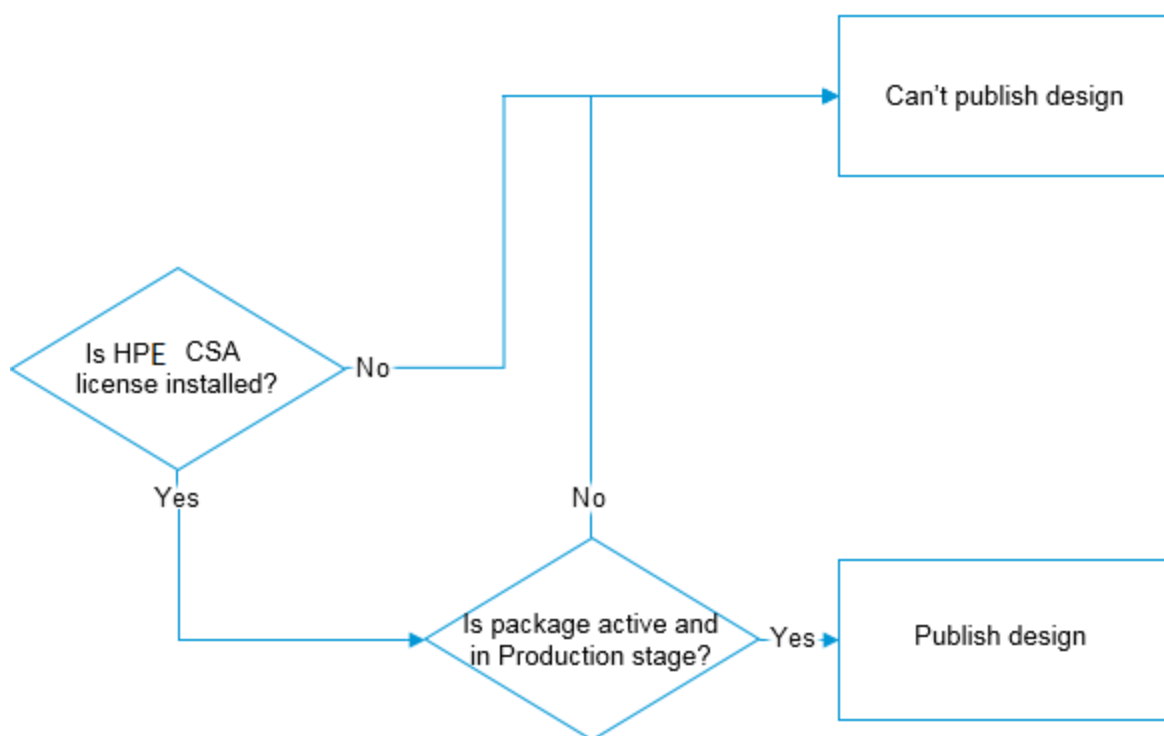 Can't publish design
Is HPE CSA
license installed?
No
Yes
No
Is package active and
in Production stage?
Yes
Publish design